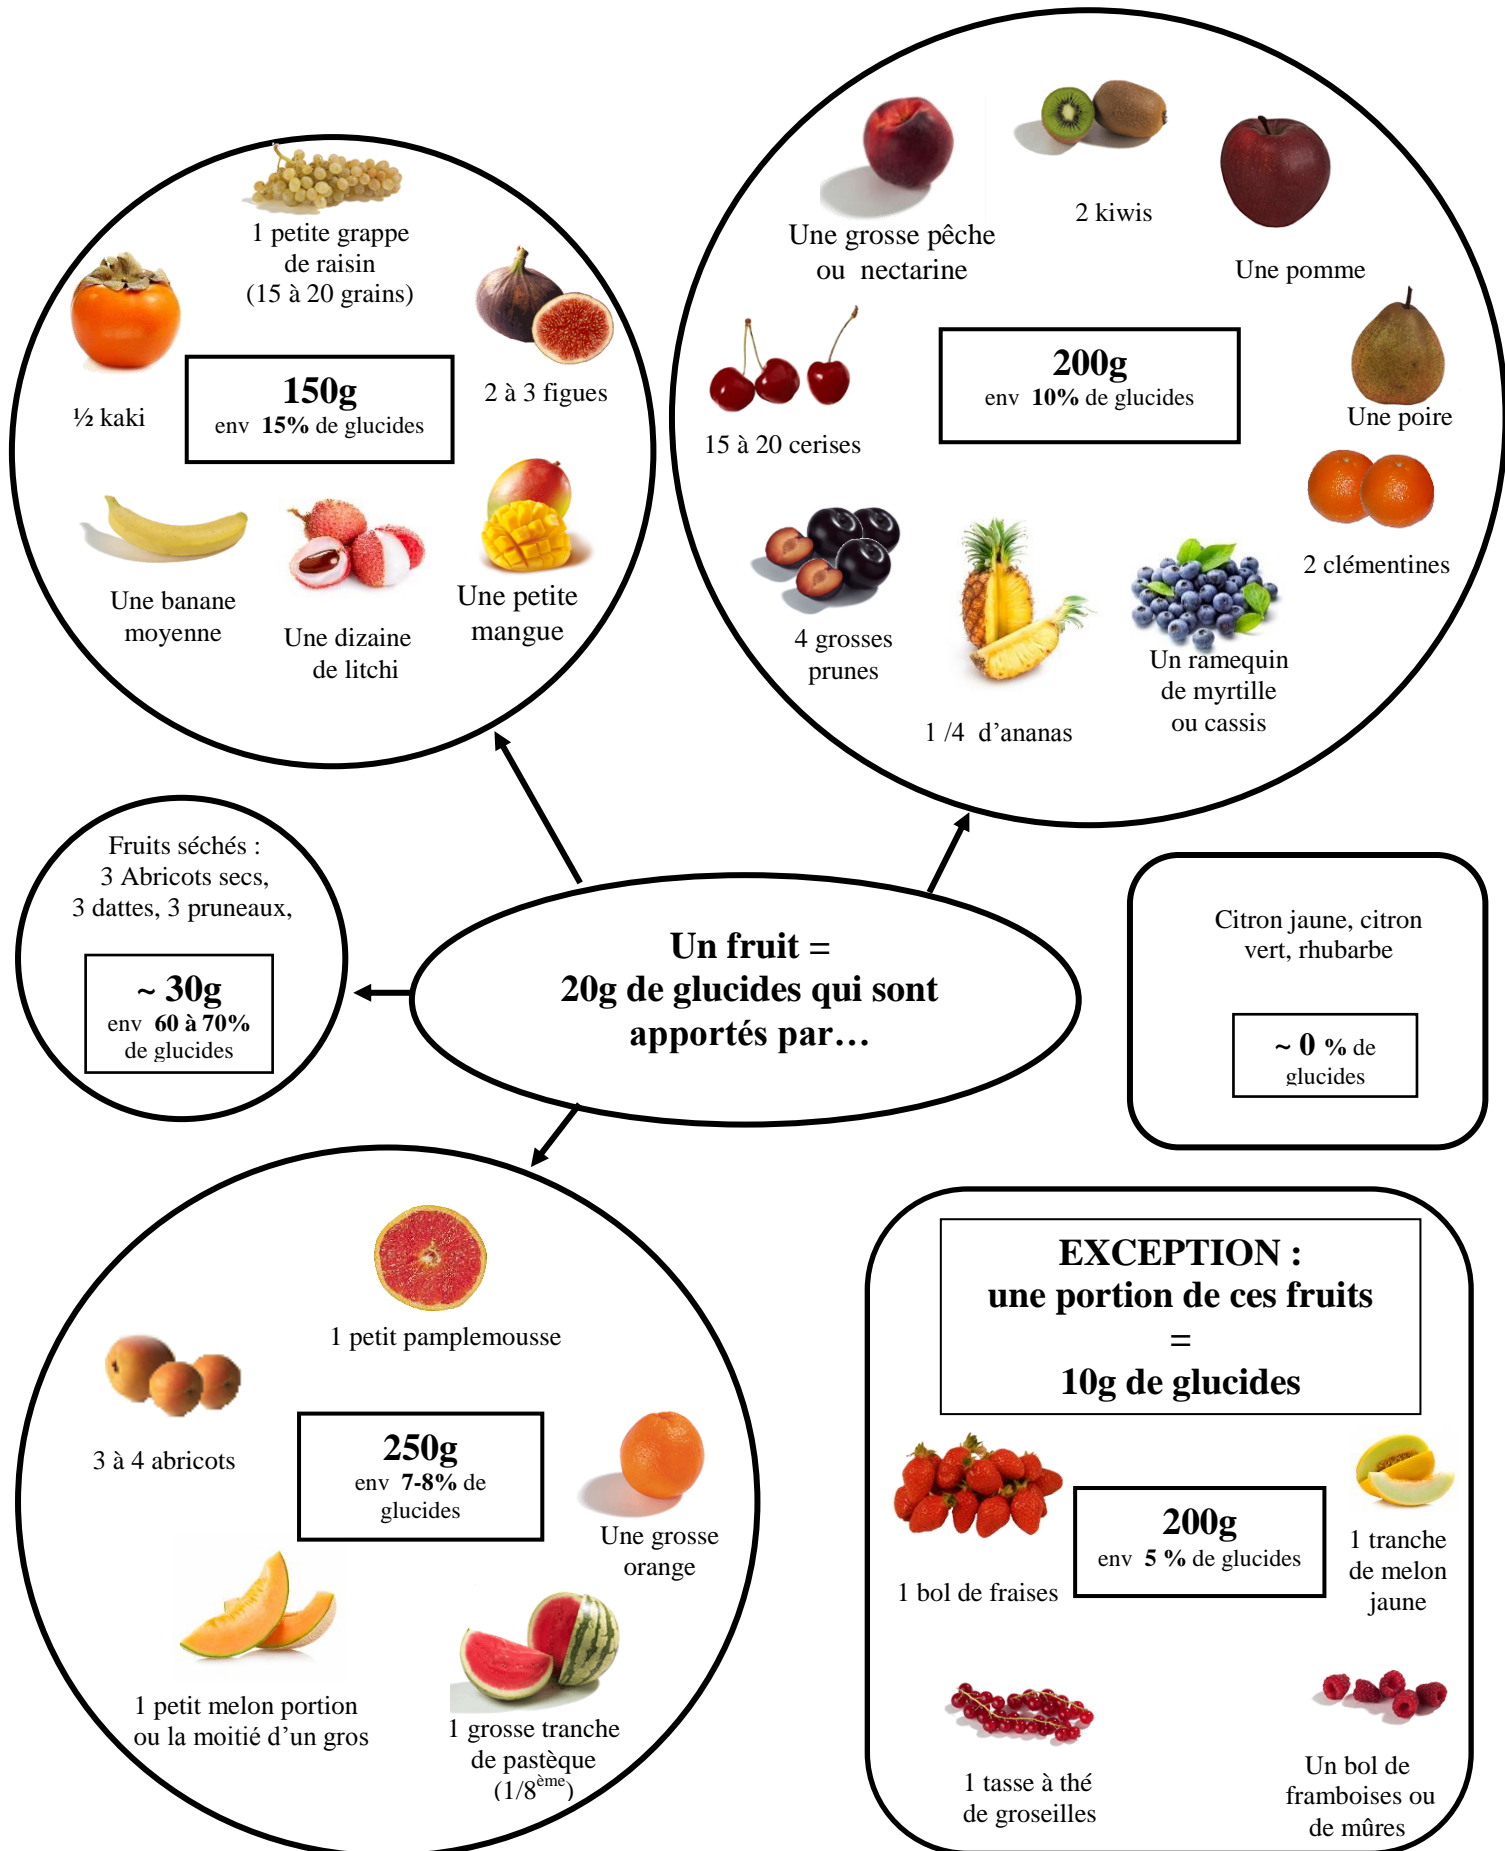 1 petite grappe
de raisin
(15 à 20 grains)
½ kaki
2 à 3 figues
150g
env 15% de glucides
Une banane
moyenne
Une dizaine
de litchi
Une petite
mangue
Une grosse pêche
ou nectarine
2 kiwis
Une pomme
15 à 20 cerises
200g
env 10% de glucides
Une poire
2 clémentines
4 grosses
prunes
1 /4 d’ananas
Un ramequin
de myrtille
ou cassis
Fruits séchés :
3 Abricots secs,
3 dattes, 3 pruneaux,
~ 30g
env 60 à 70%
de glucides
Un fruit =
20g de glucides qui sont
apportés par…
Citron jaune, citron
vert, rhubarbe
~ 0 % de
glucides
1 petit pamplemousse
3 à 4 abricots
250g
env 7-8% de
glucides
Une grosse
orange
1 petit melon portion
ou la moitié d’un gros
1 grosse tranche
de pastèque
(1/8ème)
EXCEPTION :
une portion de ces fruits
=
10g de glucides
1 bol de fraises
200g
env 5 % de glucides
1 tranche
de melon
jaune
1 tasse à thé
de groseilles
Un bol de
framboises ou
de mûres